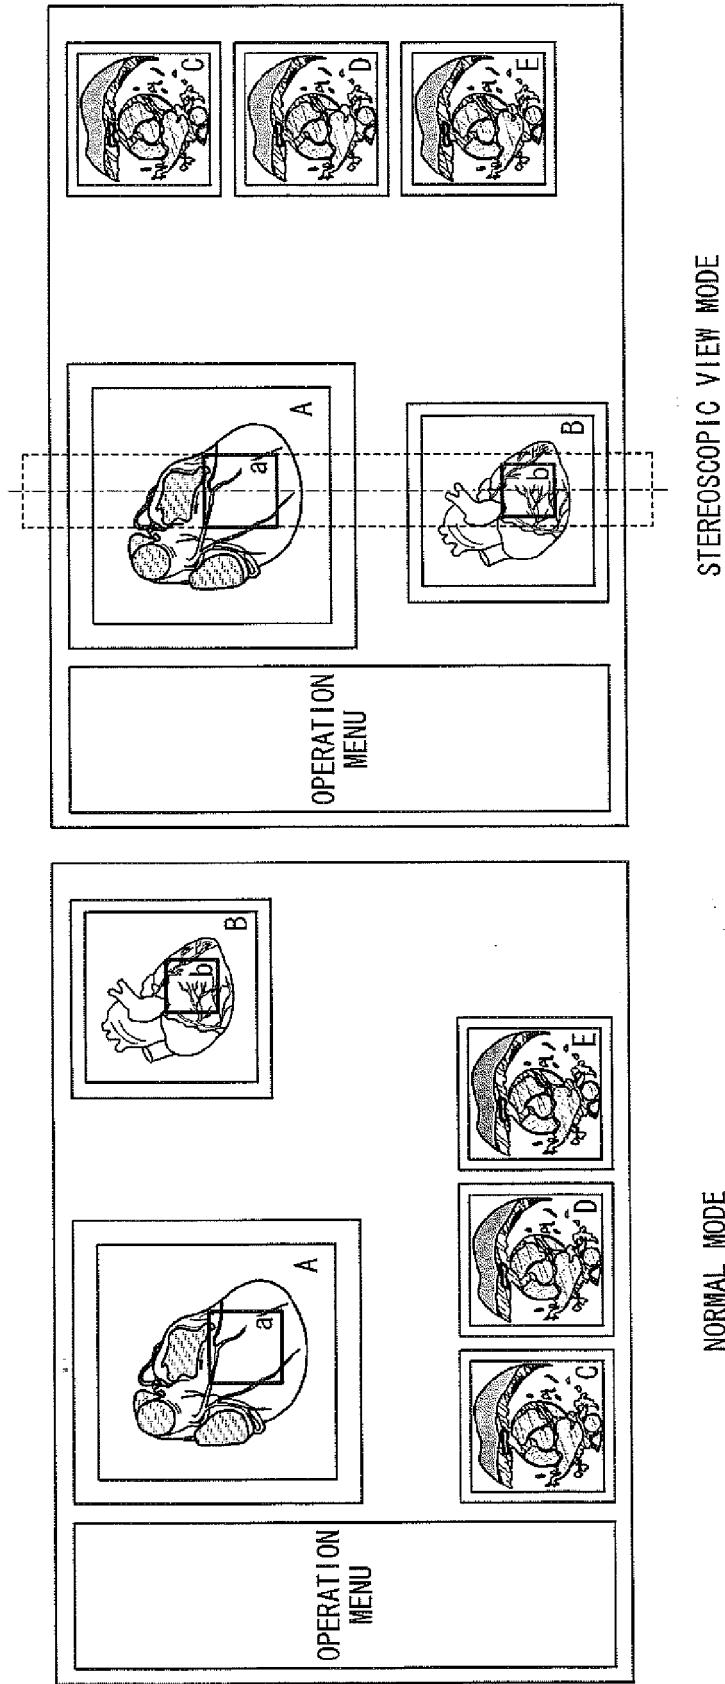 OPERATION
MENU
a
A
b
B
C
D
E
NORMAL MODE
OPERATION
MENU
a
A
b
B
C
D
E
STEREOSCOPIC VIEW MODE